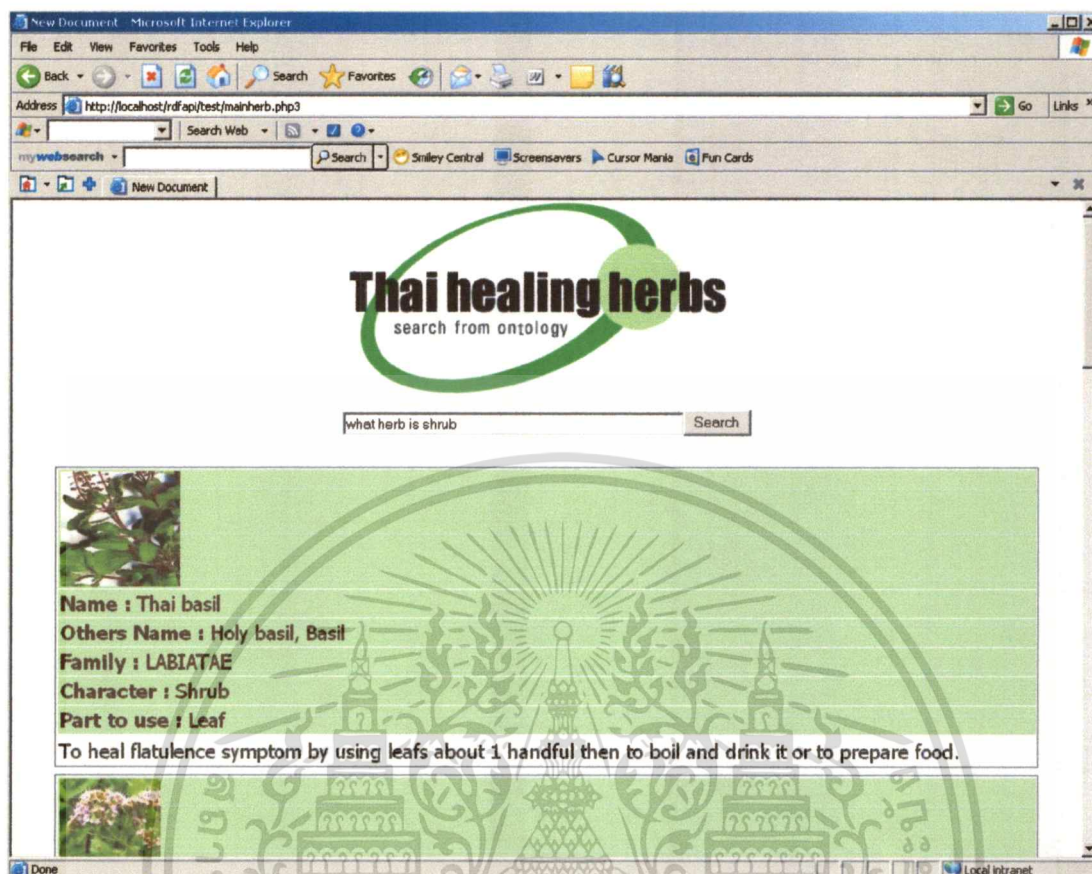 New Document - Microsoft Internet Explorer
File Edit View Favorites Tools Help
Back Search Favorites
Address http://localhost/rdfapi/test/mainherb.php3 Go Links
Search Web
mywebsearch Search Smiley Central Screensavers Cursor Mania Fun Cards
New Document
Thai healing herbs
search from ontology
what herb is shrub Search
Name : Thai basil
Others Name : Holy basil, Basil
Family : LABIATAE
Character : Shrub
Part to use : Leaf
To heal flatulence symptom by using leafs about 1 handful then to boil and drink it or to prepare food.
Done Local intranet